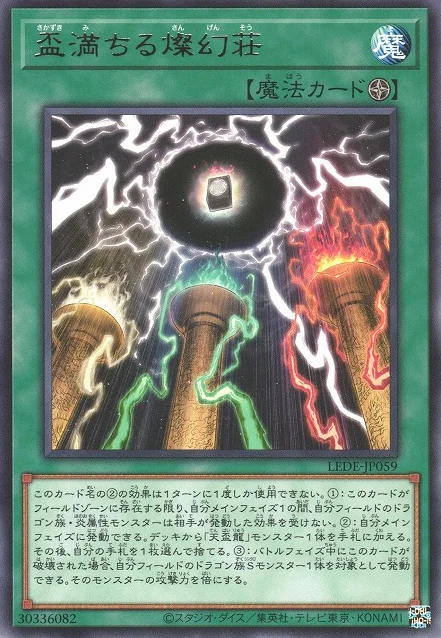 盃満ちる燦幻荘
魔
【魔法カード】
LEDE-JP059
このカード名の②の効果は1ターンに1度しか使用できない。①：このカードが
フィールドゾーンに存在する限り、自分メインフェイズ1の間、自分フィールドのドラ
ゴン族・炎属性モンスターは相手が発動した効果を受けない。②：自分メイン
フェイズに発動できる。デッキから「天盃龍」モンスター1体を手札に加える。
その後、自分の手札を1枚選んで捨てる。③：バトルフェイズ中にこのカードが
破壊された場合、自分フィールドのドラゴン族Sモンスター1体を対象として発動
できる。そのモンスターの攻撃力を倍にする。
30336082
©スタジオ・ダイス／集英社・テレビ東京・KONAMI